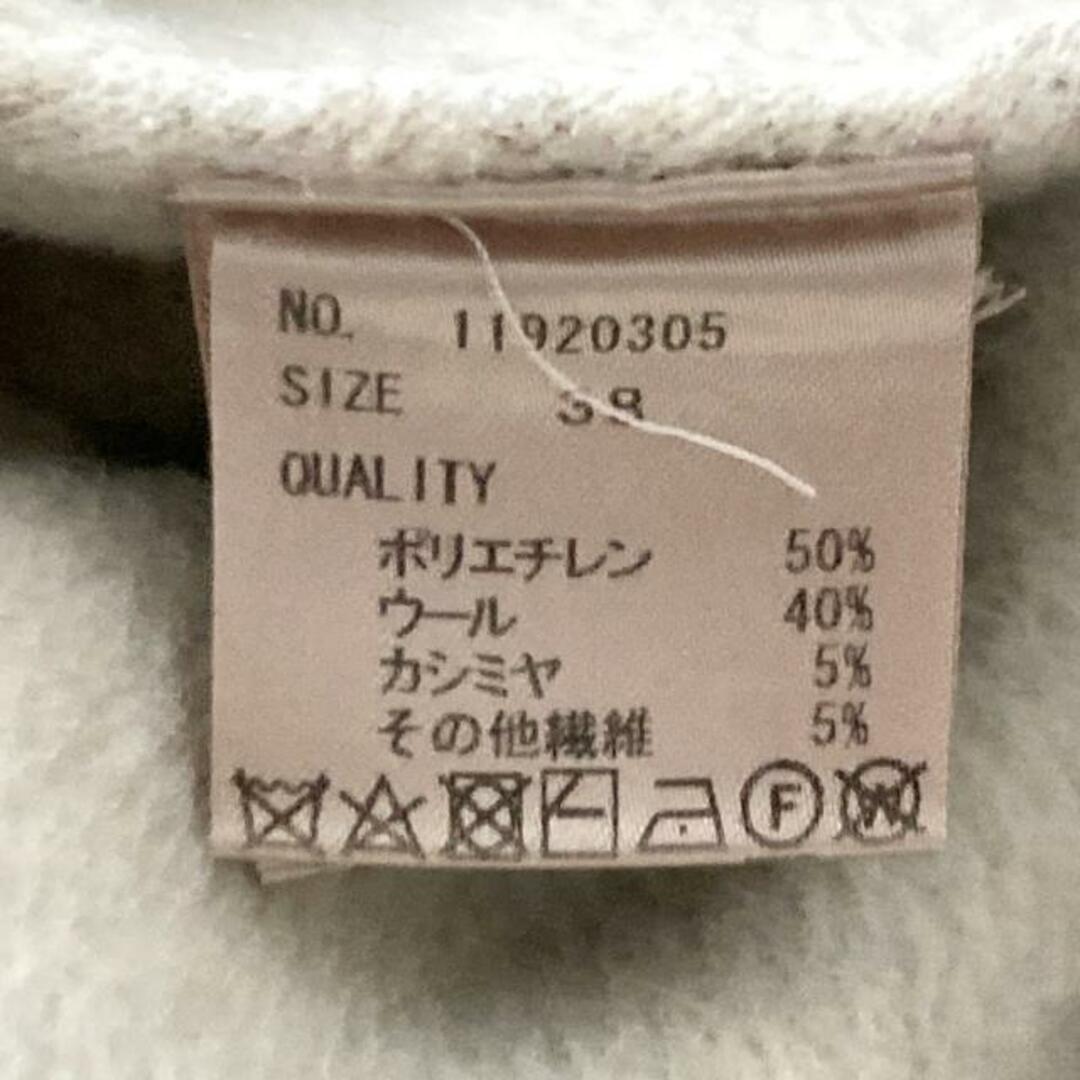 NO. 11920305
SIZE 38
QUALITY
ポリエチレン 50%
ウール 40%
カシミヤ 5%
その他繊維 5%
F W